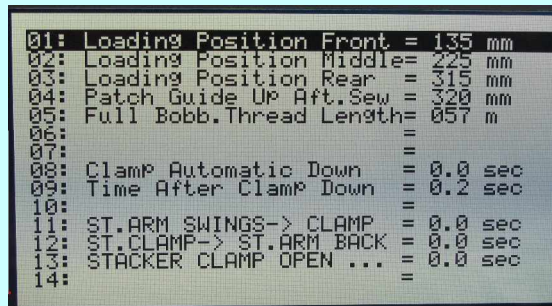 01: Loading Position Front = 135 mm
02: Loading Position Middle= 225 mm
03: Loading Position Rear = 315 mm
04: Patch Guide UP Aft.Sew = 320 mm
05: Full Bobb.Thread Length= 057 m
06: =
07: =
08: Clamp Automatic Down = 0.0 sec
09: Time After Clamp Down = 0.2 sec
10: =
11: ST.ARM SWINGS-> CLAMP = 0.0 sec
12: ST.CLAMP-> ST.ARM BACK = 0.0 sec
13: STACKER CLAMP OPEN ... = 0.0 sec
14: =